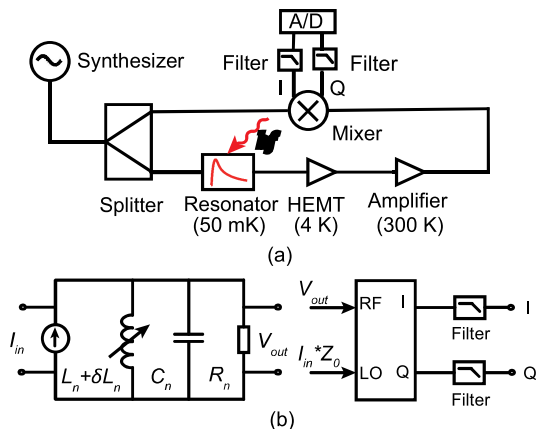 A/D
Synthesizer
Filter
Filter
I
Q
Mixer
Splitter
Resonator
(50 mK)
HEMT
(4 K)
Amplifier
(300 K)
(a)
I_in
L_n+δL_n
C_n
R_n
V_out
V_out
I_in*Z_0
RF
LO
I
Q
Filter
Filter
I
Q
(b)